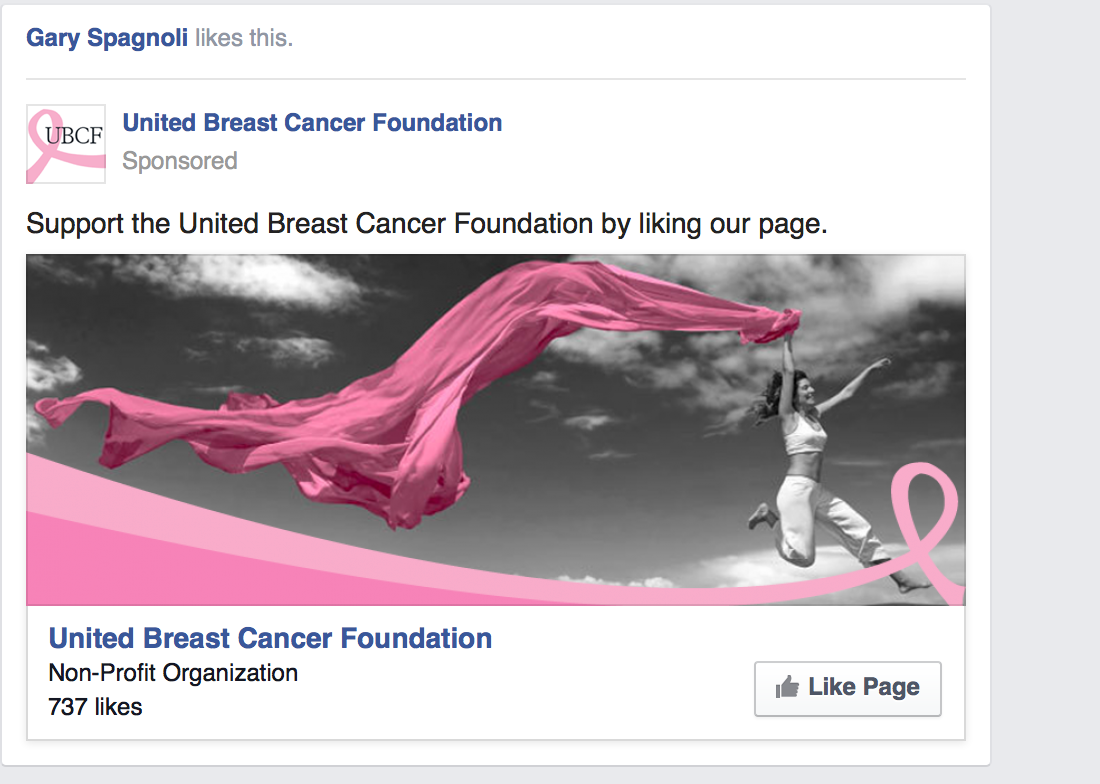 Gary Spagnoli likes this.
UBCF
United Breast Cancer Foundation
Sponsored
Support the United Breast Cancer Foundation by liking our page.
United Breast Cancer Foundation
Non-Profit Organization
737 likes
Like Page